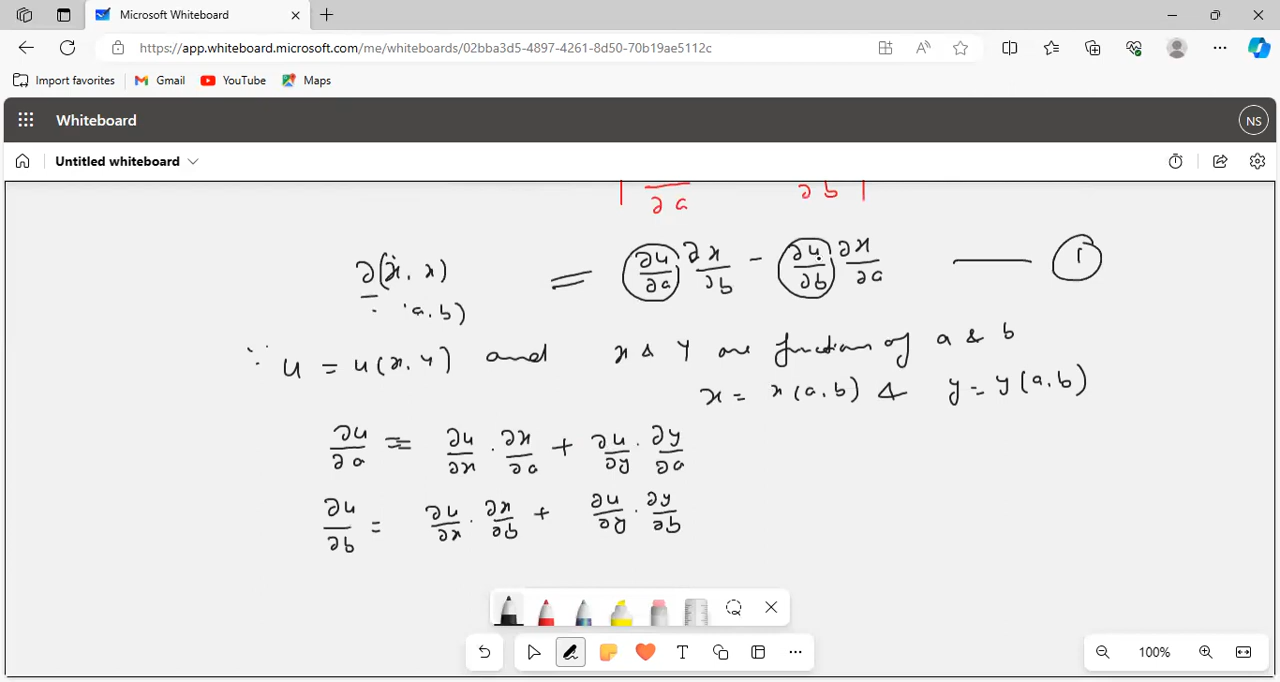 Microsoft Whiteboard
https://app.whiteboard.microsoft.com/me/whiteboards/02bba3d5-4897-4261-8d50-70b19ae5112c
Import favorites Gmail YouTube Maps
Whiteboard NS
Untitled whiteboard
∂a ∂b
∂( , x) / a.b) = ∂u/∂a ∂x/∂b - ∂u/∂b ∂x/∂a —— 1
∵ u = u(x, y) and x & y are function of a & b
x = x(a, b) & y = y(a, b)
∂u/∂a = ∂u/∂x · ∂x/∂a + ∂u/∂y · ∂y/∂a
∂u/∂b = ∂u/∂x · ∂x/∂b + ∂u/∂y · ∂y/∂b
100%